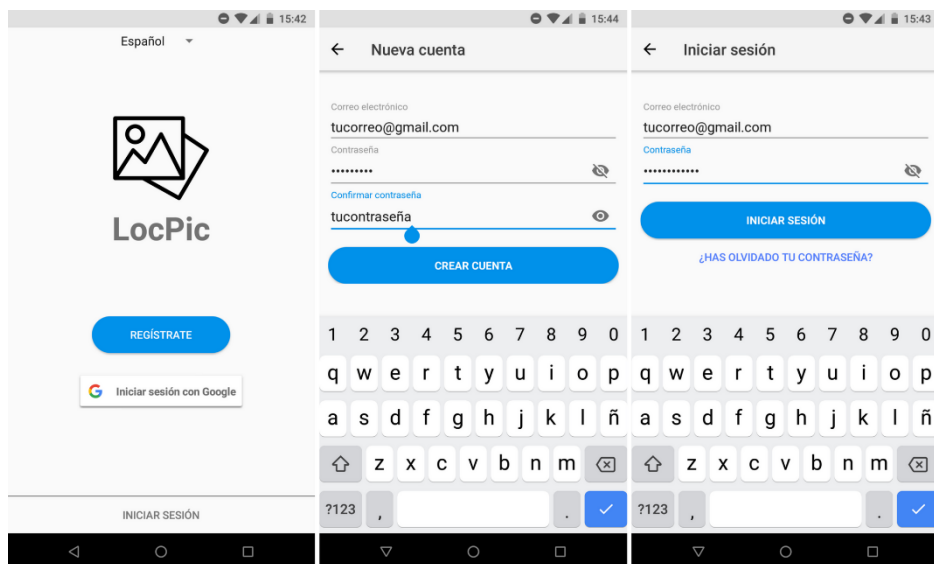 15:42
Español
LocPic
REGÍSTRATE
G Iniciar sesión con Google
INICIAR SESIÓN
15:44
Nueva cuenta
Correo electrónico
tucorreo@gmail.com
Contraseña
•••••••••
Confirmar contraseña
tucontraseña
CREAR CUENTA
1 2 3 4 5 6 7 8 9 0
q w e r t y u i o p
a s d f g h j k l ñ
z x c v b n m
?123 , .
15:43
Iniciar sesión
Correo electrónico
tucorreo@gmail.com
Contraseña
••••••••••••
INICIAR SESIÓN
¿HAS OLVIDADO TU CONTRASEÑA?
1 2 3 4 5 6 7 8 9 0
q w e r t y u i o p
a s d f g h j k l ñ
z x c v b n m
?123 , .